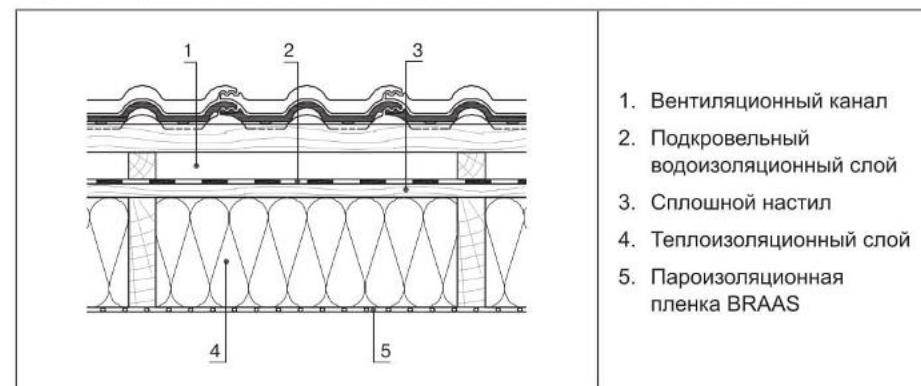 1 2 3
4 5
1. Вентиляционный канал
2. Подкровельный
водоизоляционный слой
3. Сплошной настил
4. Теплоизоляционный слой
5. Пароизоляционная
пленка BRAAS